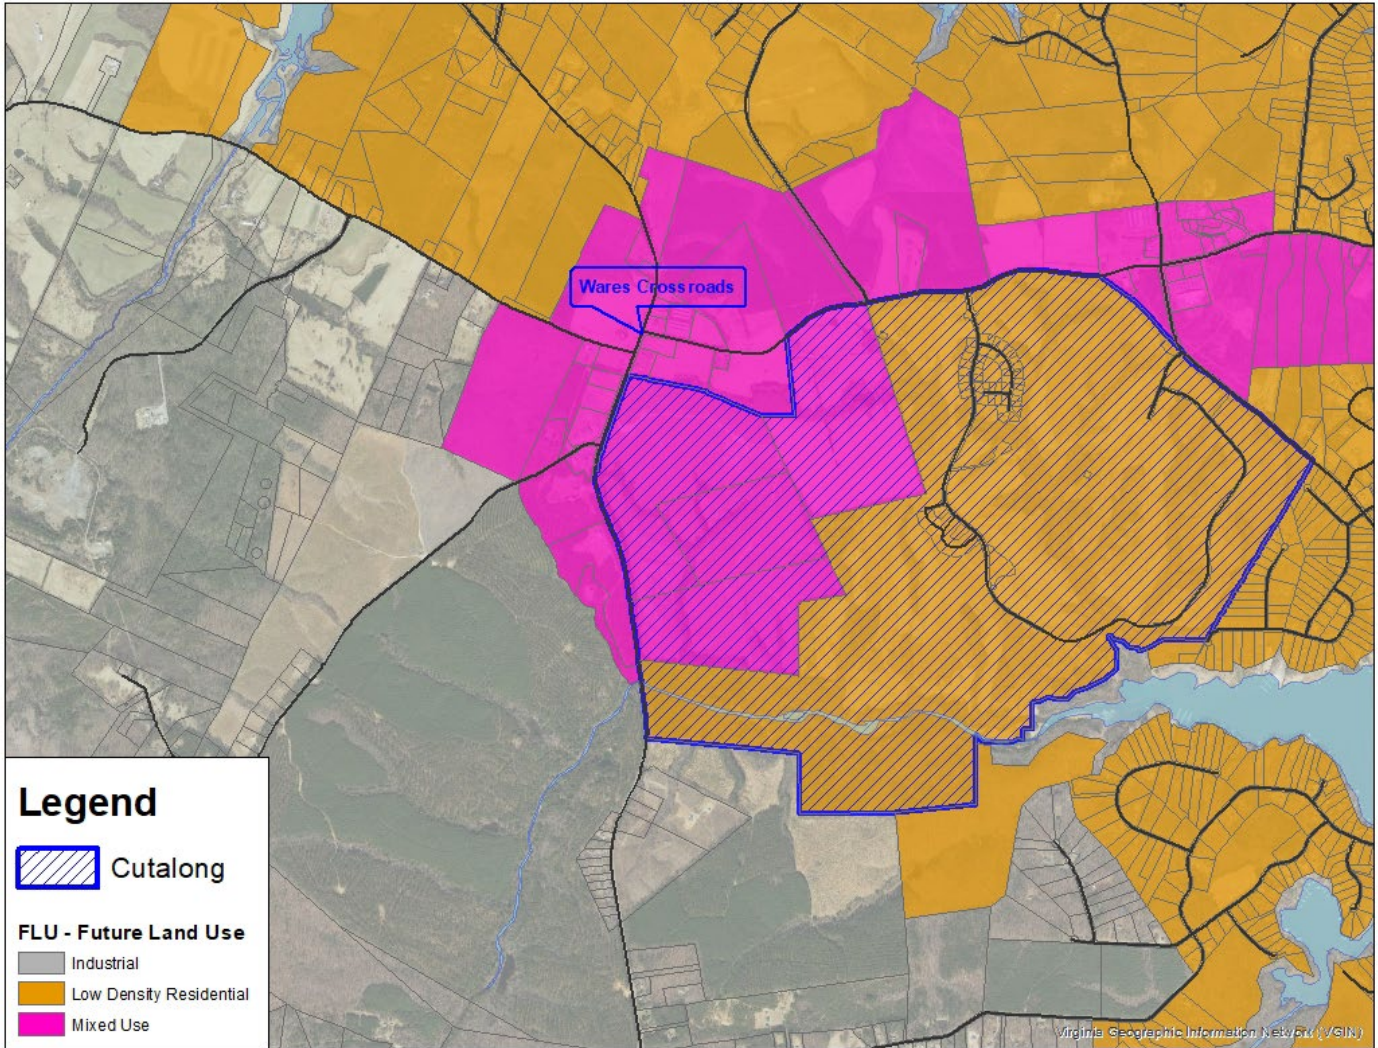 Wares Crossroads
Legend
Cutalong
FLU - Future Land Use
Industrial
Low Density Residential
Mixed Use
Virginia Geographic Information Network (VGIN)